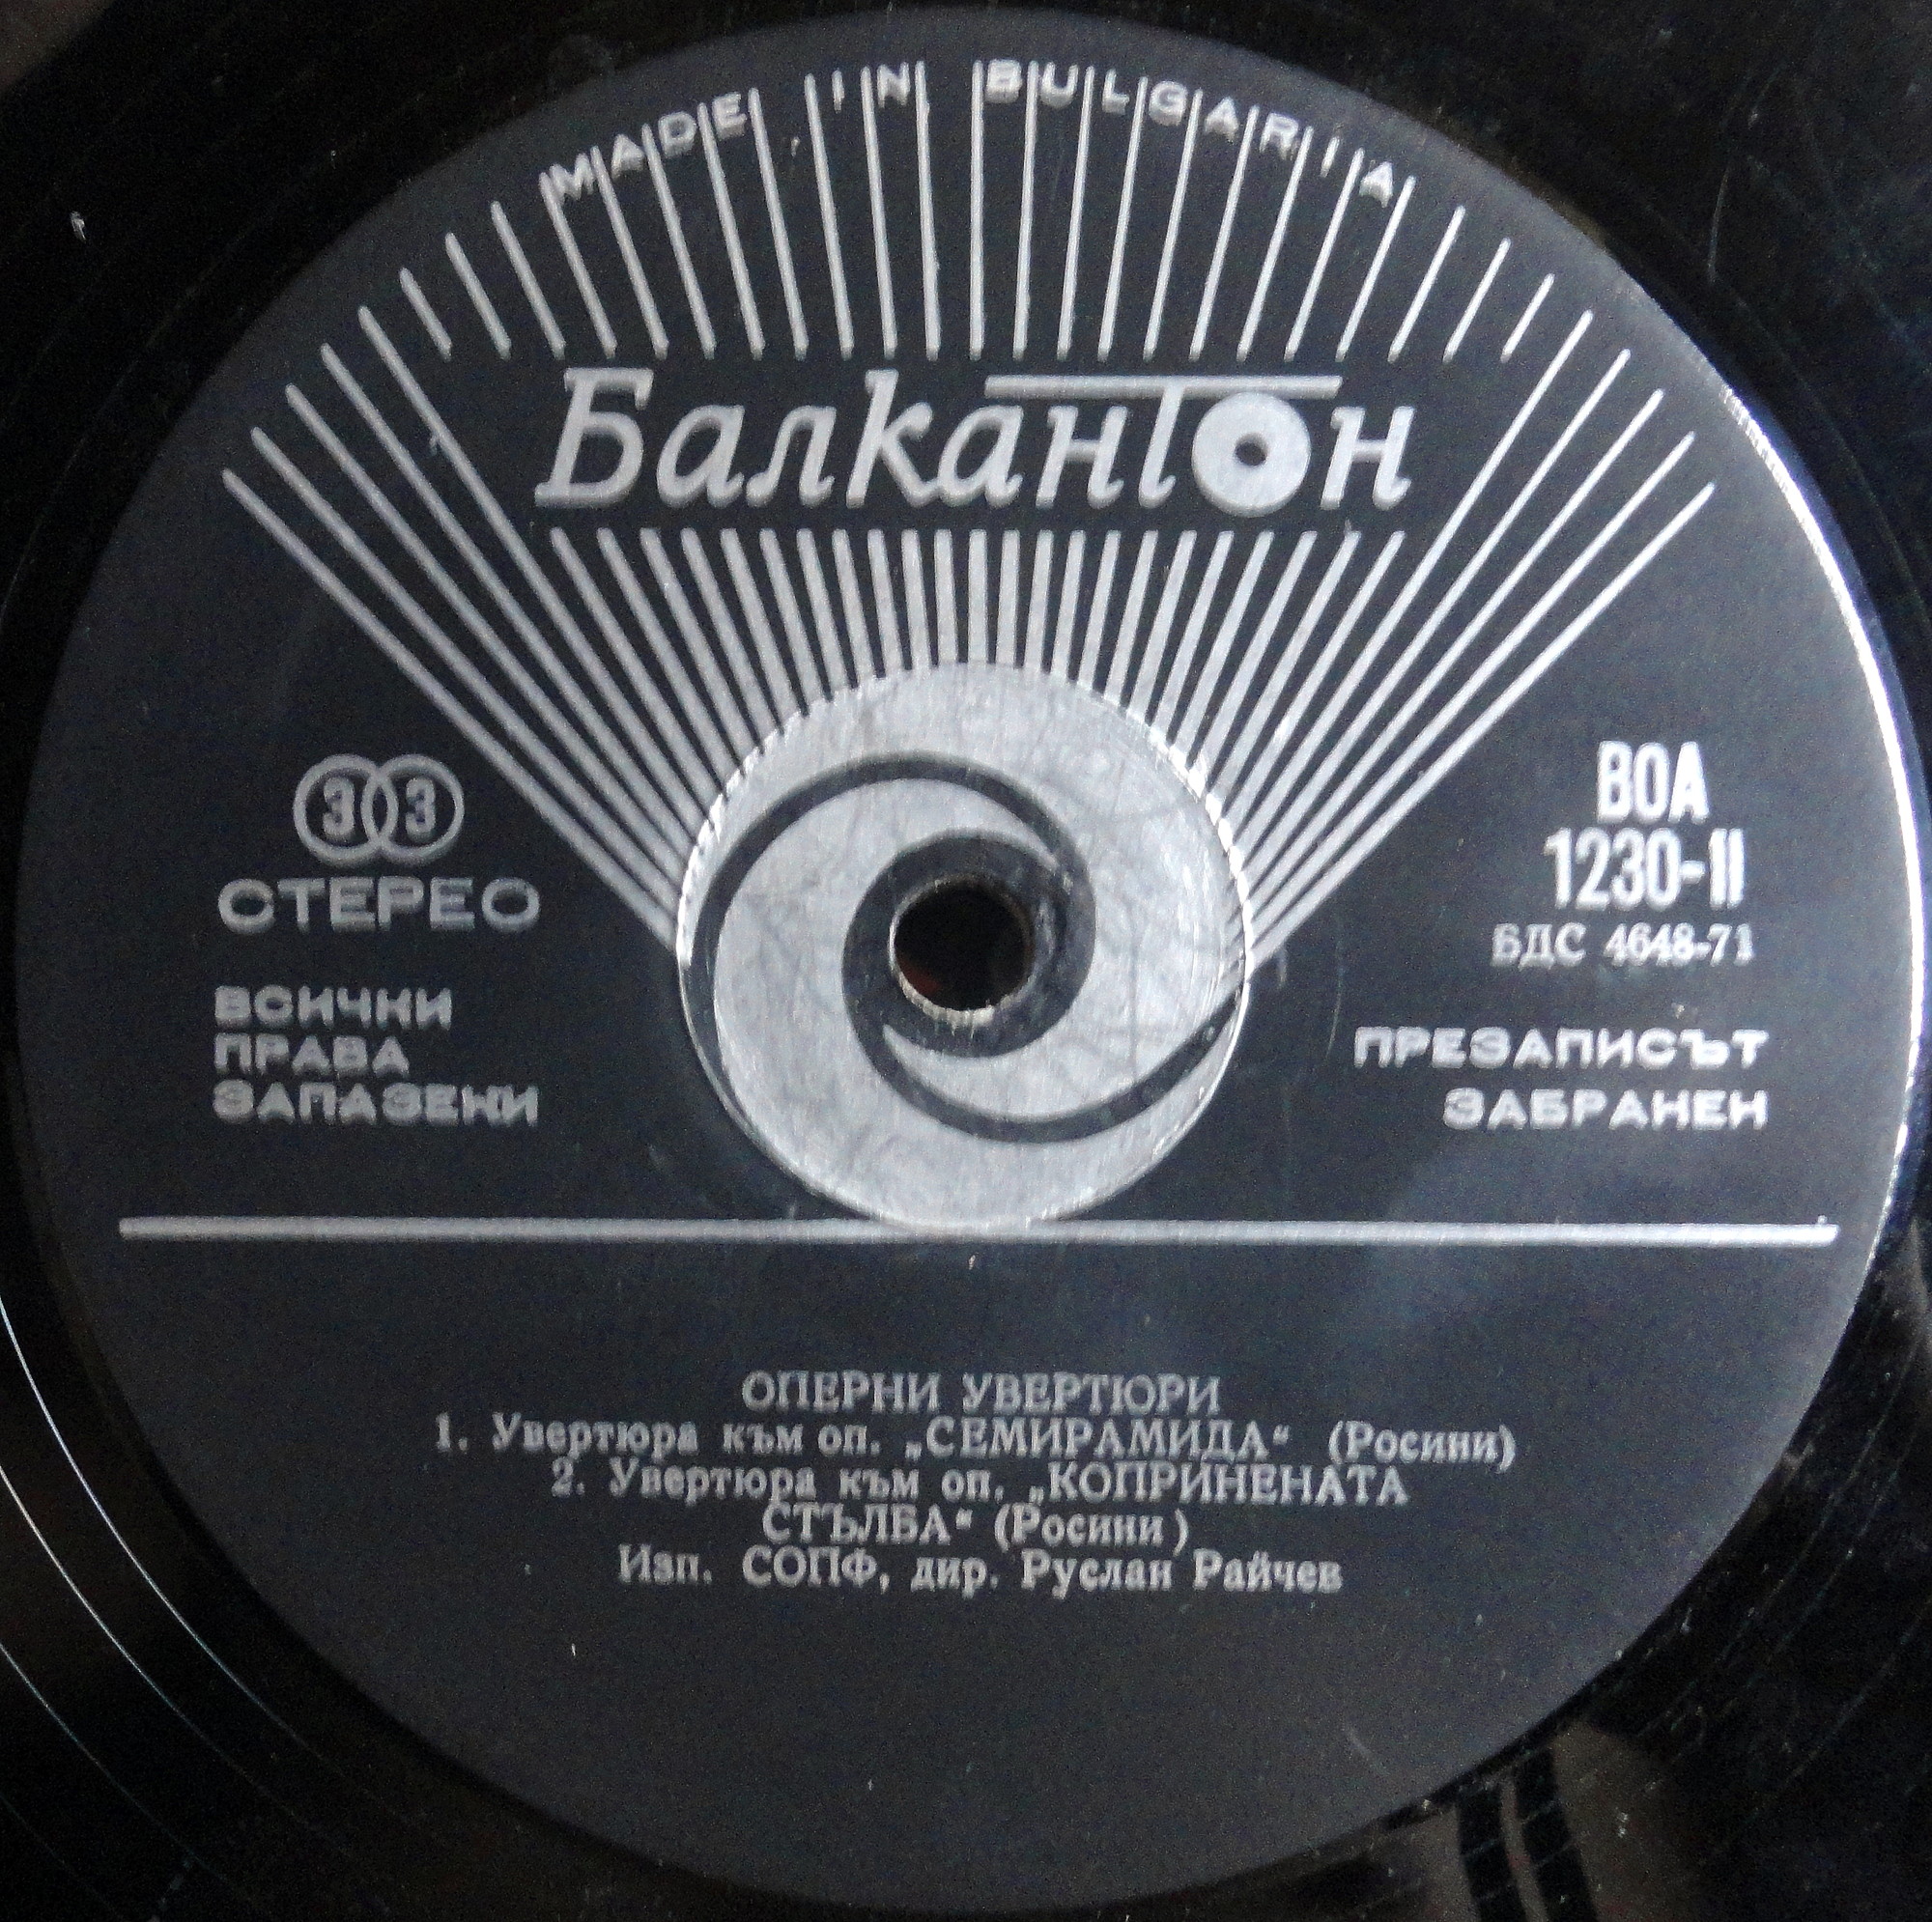 MADE IN BULGARIA
Балкантон
33
СТЕРЕО
ВСИЧКИ
ПРАВА
ЗАПАЗЕНИ
ВОА
1230-II
БДС 4648-71
ПРЕЗАПИСЪТ
ЗАБРАНЕН
ОПЕРНИ УВЕРТЮРИ
1. Увертюра към оп. „СЕМИРАМИДА“ (Росини)
2. Увертюра към оп. „КОПРИНЕНАТА
СТЪЛБА“ (Росини)
Изп. СОПФ, дир. Руслан Райчев